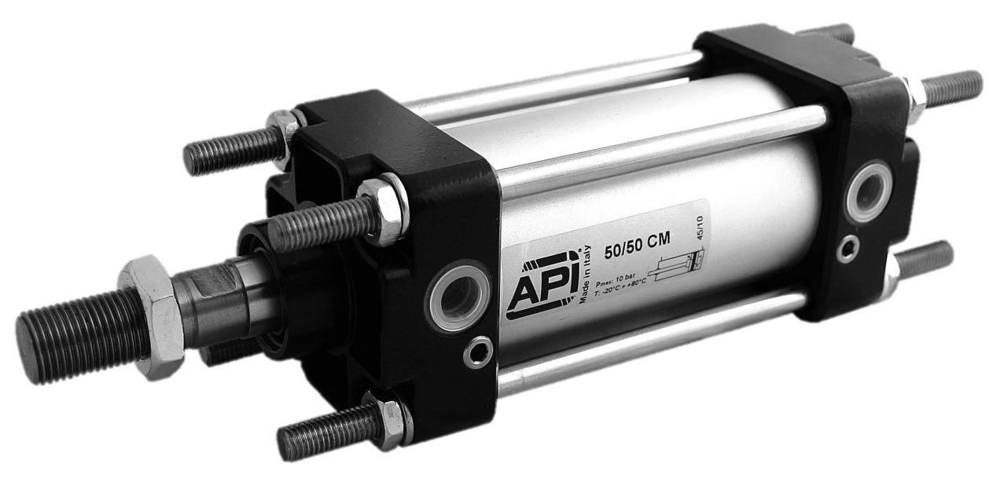 API®
Made in Italy
50/50 CM
Pmax: 10 bar
T: -20°C + +80°C
45/10